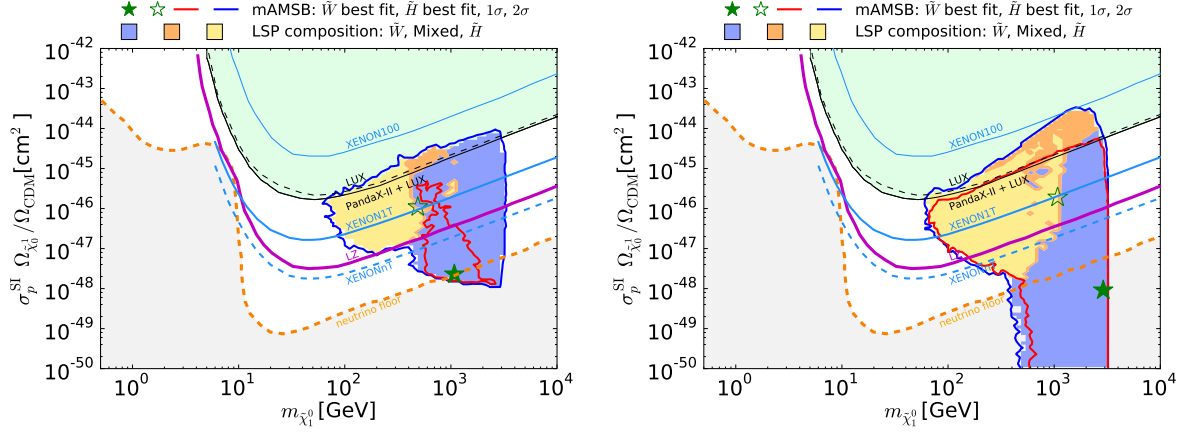 mAMSB: W̃ best fit, H̃ best fit, 1σ, 2σ
LSP composition: W̃, Mixed, H̃
10⁻⁴²
10⁻⁴³
10⁻⁴⁴
10⁻⁴⁵
10⁻⁴⁶
10⁻⁴⁷
10⁻⁴⁸
10⁻⁴⁹
10⁻⁵⁰
σ_p^SI Ω_χ̃₀¹/Ω_CDM[cm²]
XENON100
LUX
PandaX-II + LUX
XENON1T
LZ
XENONnT
neutrino floor
10⁰ 10¹ 10² 10³ 10⁴
m_χ̃₁⁰[GeV]
mAMSB: W̃ best fit, H̃ best fit, 1σ, 2σ
LSP composition: W̃, Mixed, H̃
10⁻⁴²
10⁻⁴³
10⁻⁴⁴
10⁻⁴⁵
10⁻⁴⁶
10⁻⁴⁷
10⁻⁴⁸
10⁻⁴⁹
10⁻⁵⁰
σ_p^SI Ω_χ̃₀¹/Ω_CDM[cm²]
XENON100
LUX
PandaX-II + LUX
XENON1T
neutrino floor
10⁰ 10¹ 10² 10³ 10⁴
m_χ̃₁⁰[GeV]